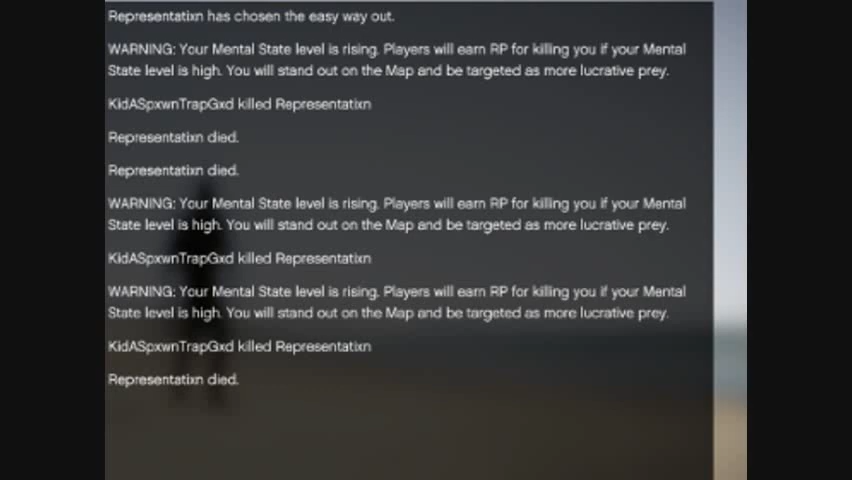 Representatixn has chosen the easy way out.
WARNING: Your Mental State level is rising. Players will earn RP for killing you if your Mental
State level is high. You will stand out on the Map and be targeted as more lucrative prey.
KidASpxwnTrapGxd killed Representatixn
Representatixn died.
Representatixn died.
WARNING: Your Mental State level is rising. Players will earn RP for killing you if your Mental
State level is high. You will stand out on the Map and be targeted as more lucrative prey.
KidASpxwnTrapGxd killed Representatixn
WARNING: Your Mental State level is rising. Players will earn RP for killing you if your Mental
State level is high. You will stand out on the Map and be targeted as more lucrative prey.
KidASpxwnTrapGxd killed Representatixn
Representatixn died.